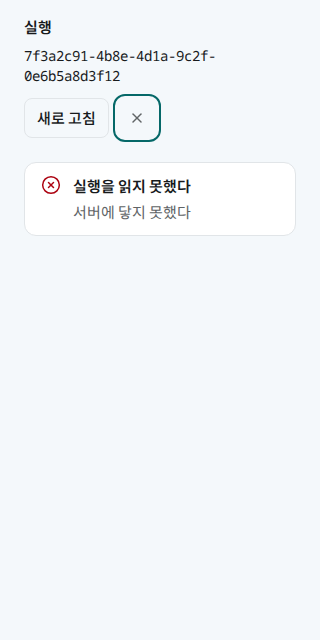 실행
7f3a2c91-4b8e-4d1a-9c2f-
0e6b5a8d3f12
새로 고침
실행을 읽지 못했다
서버에 닿지 못했다